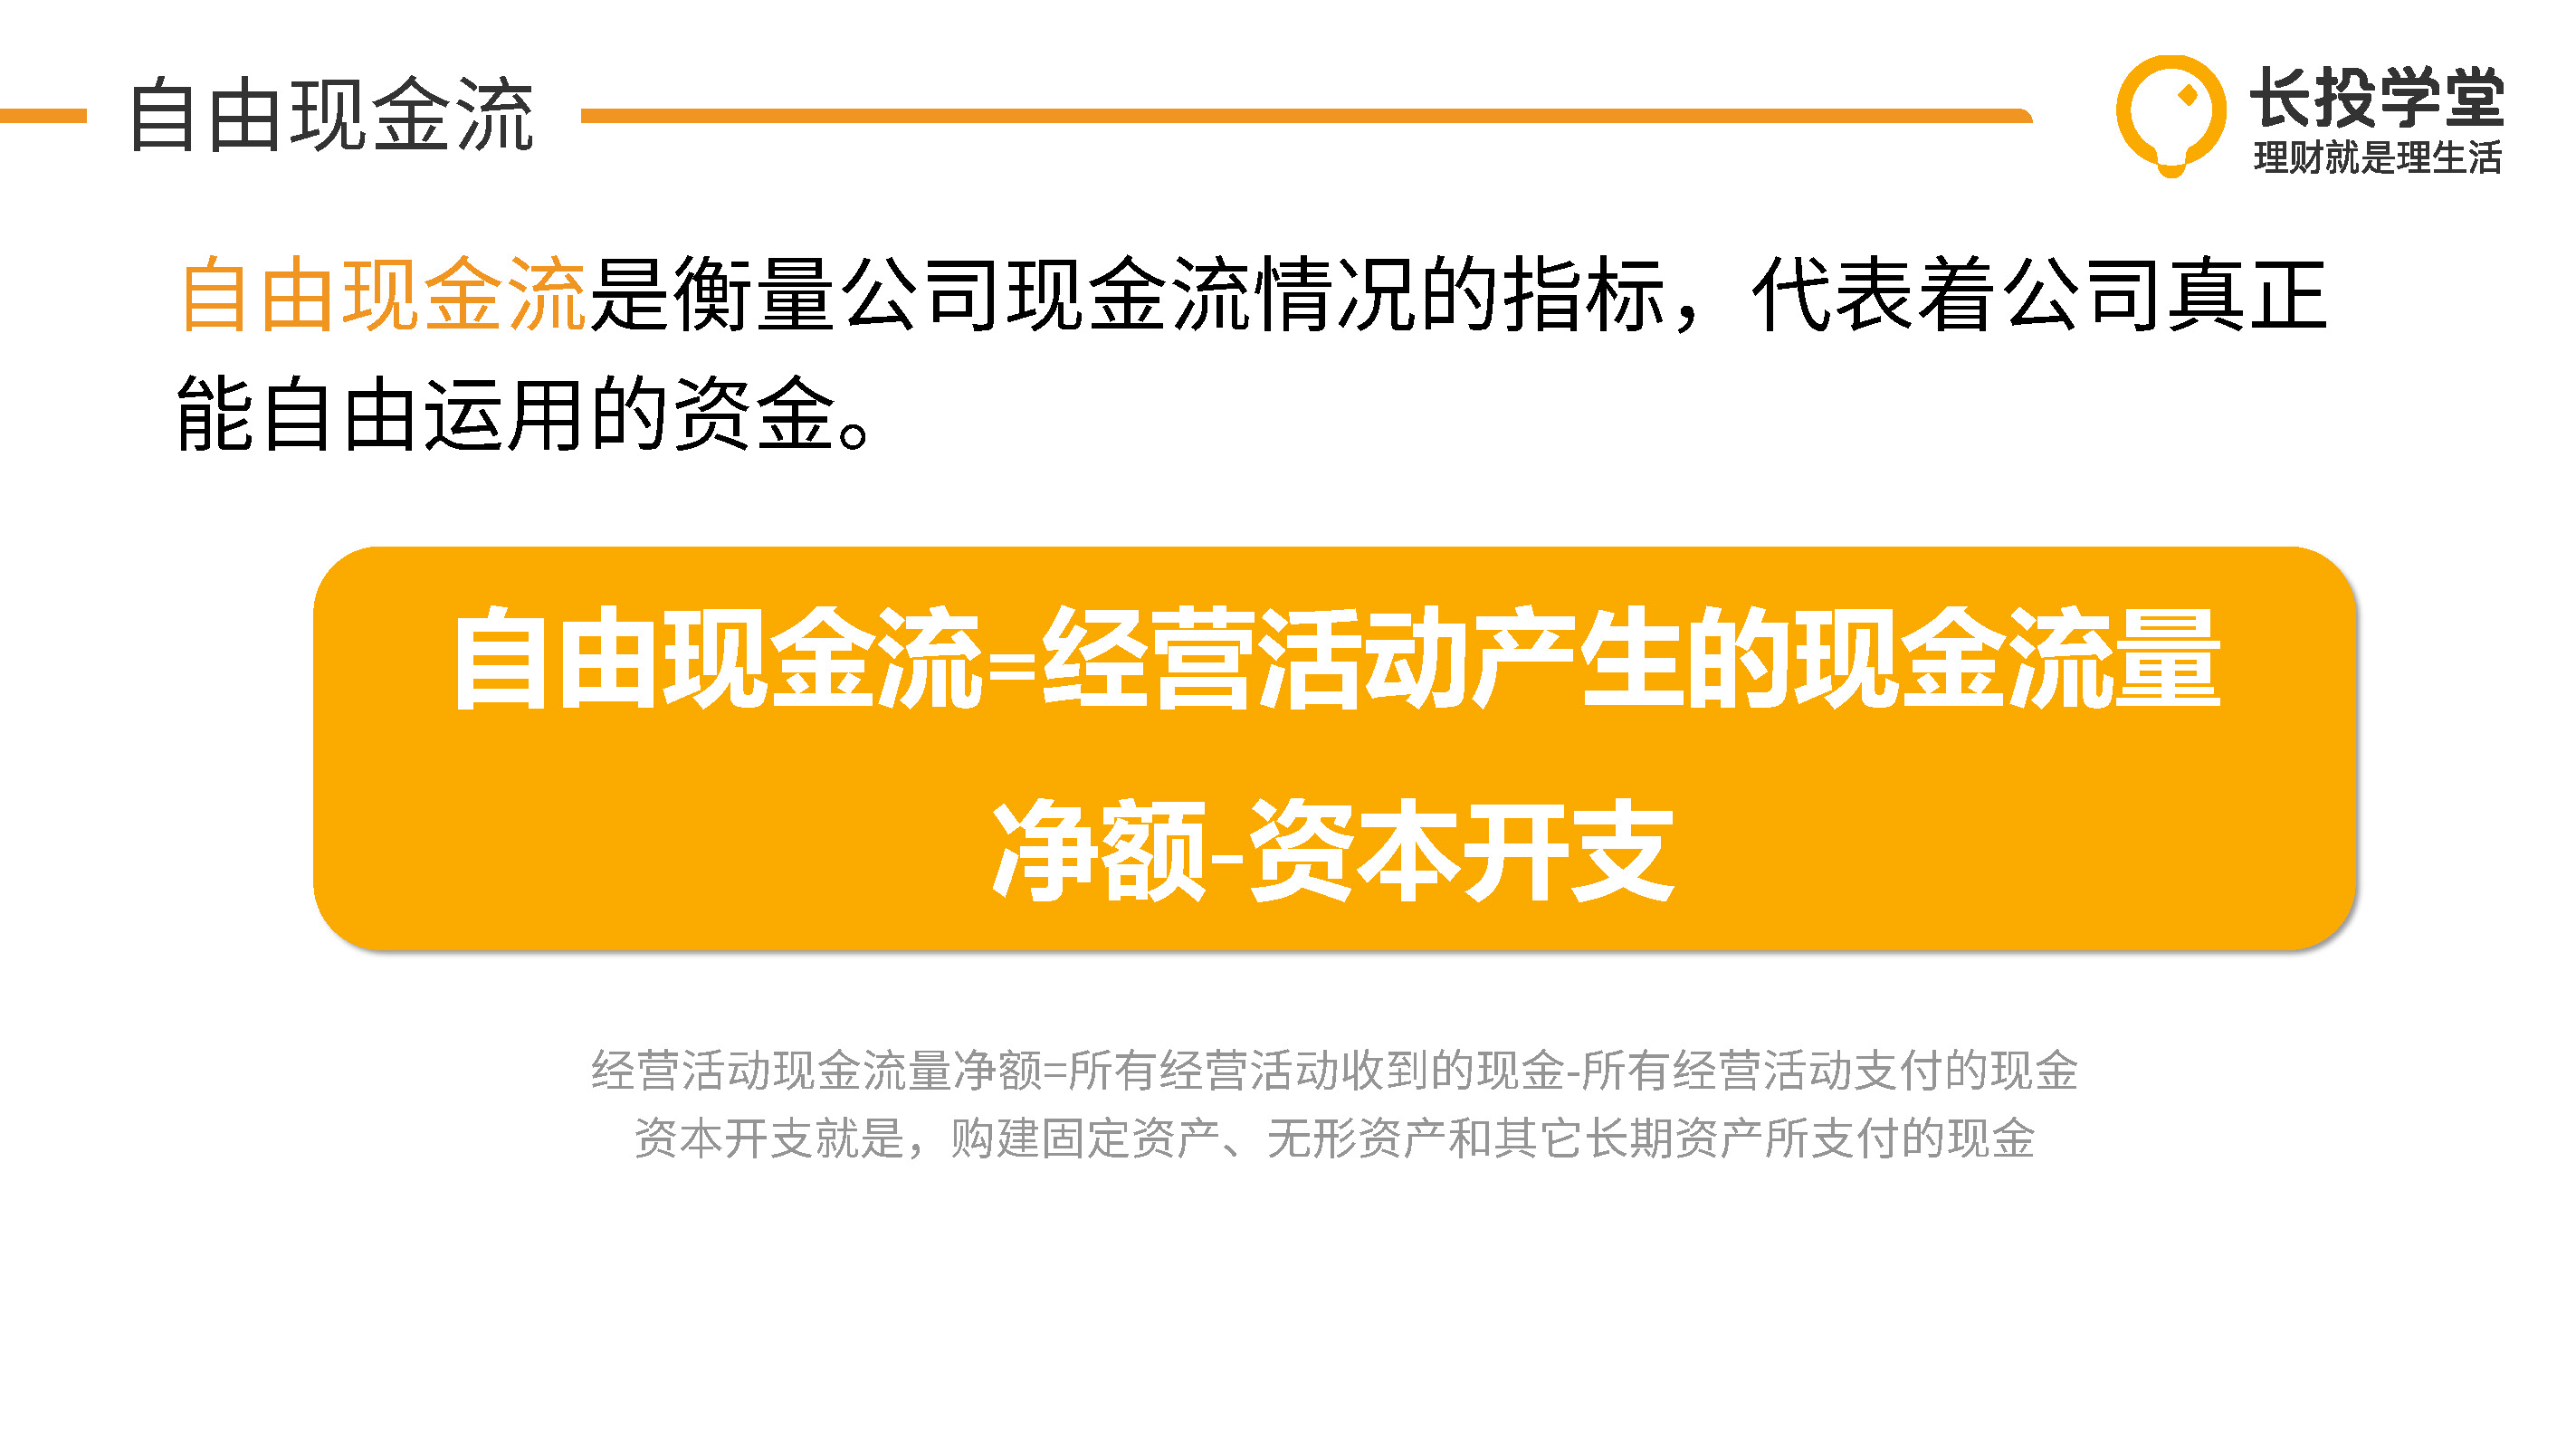 自由现金流
长投学堂
理财就是理生活
自由现金流是衡量公司现金流情况的指标，代表着公司真正
能自由运用的资金。
自由现金流=经营活动产生的现金流量
净额-资本开支
经营活动现金流量净额=所有经营活动收到的现金-所有经营活动支付的现金
资本开支就是，购建固定资产、无形资产和其它长期资产所支付的现金